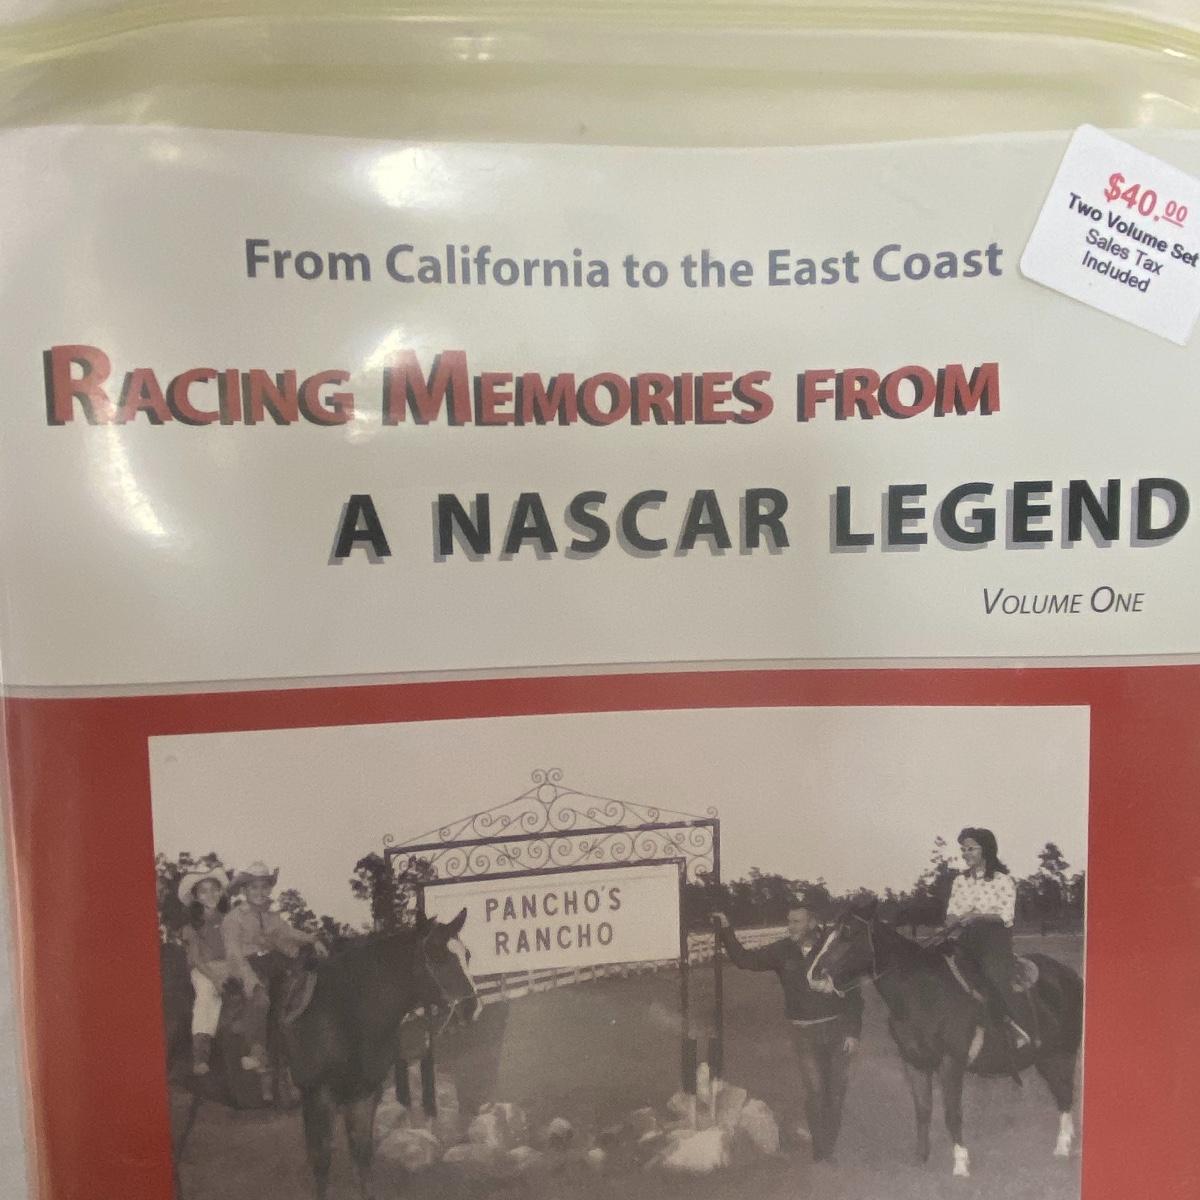 $40.00
Two Volume Set
Sales Tax
Included
From California to the East Coast
RACING MEMORIES FROM
A NASCAR LEGEND
VOLUME ONE
PANCHO'S
RANCHO